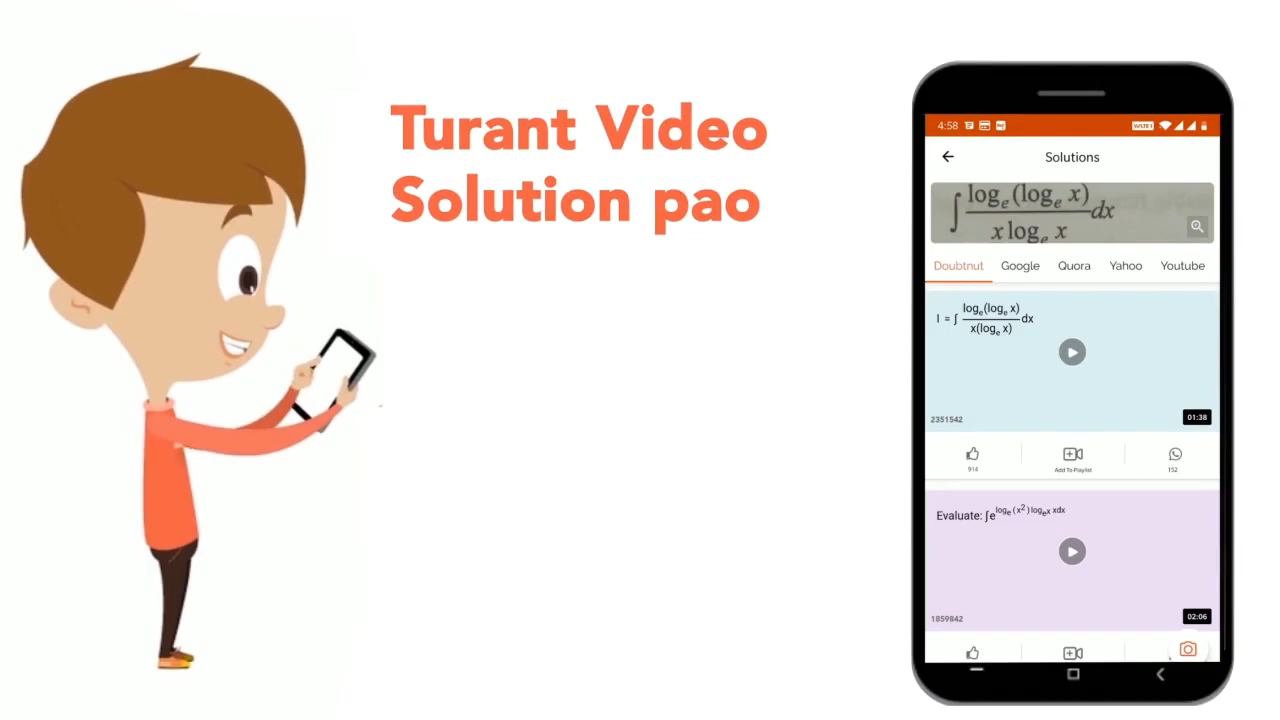 Turant Video
Solution pao
4:58
VoLTE1
Solutions
∫ logₑ(logₑ x) / x logₑ x dx
Doubtnut Google Quora Yahoo Youtube
I = ∫ logₑ(logₑ x) / x(logₑ x) dx
2351542 01:38
914 Add To Playlist 152
Evaluate: ∫e^logₑ(x²)logₑx xdx
1859842 02:06